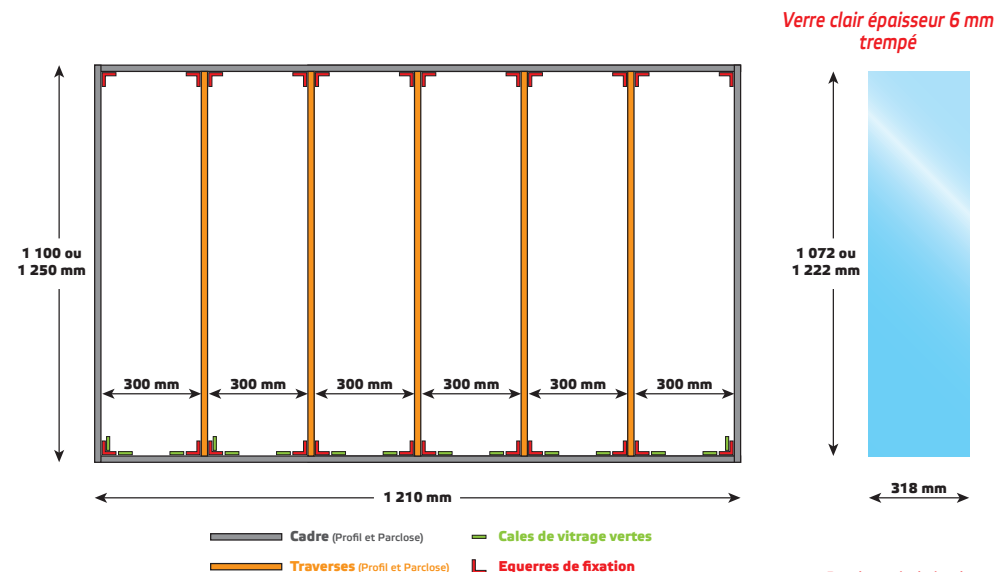 Verre clair épaisseur 6 mm
trempé
1 100 ou
1 250 mm
1 072 ou
1 222 mm
300 mm
300 mm
300 mm
300 mm
300 mm
300 mm
318 mm
1 210 mm
Cadre (Profil et Parclose)
Cales de vitrage vertes
Traverses (Profil et Parclose)
Equerres de fixation